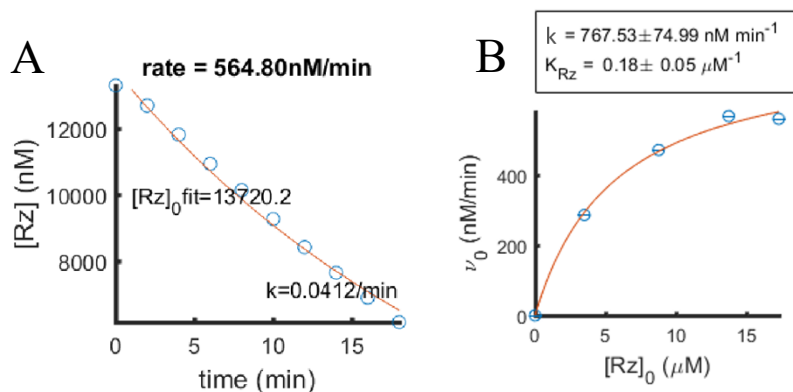 A
rate = 564.80nM/min
[Rz] (nM)
12000
10000
8000
[Rz]₀fit=13720.2
k=0.0412/min
0 5 10 15
time (min)
B
k = 767.53±74.99 nM min⁻¹
K_Rz = 0.18± 0.05 μM⁻¹
ν₀ (nM/min)
400
200
0
0 5 10 15
[Rz]₀ (μM)